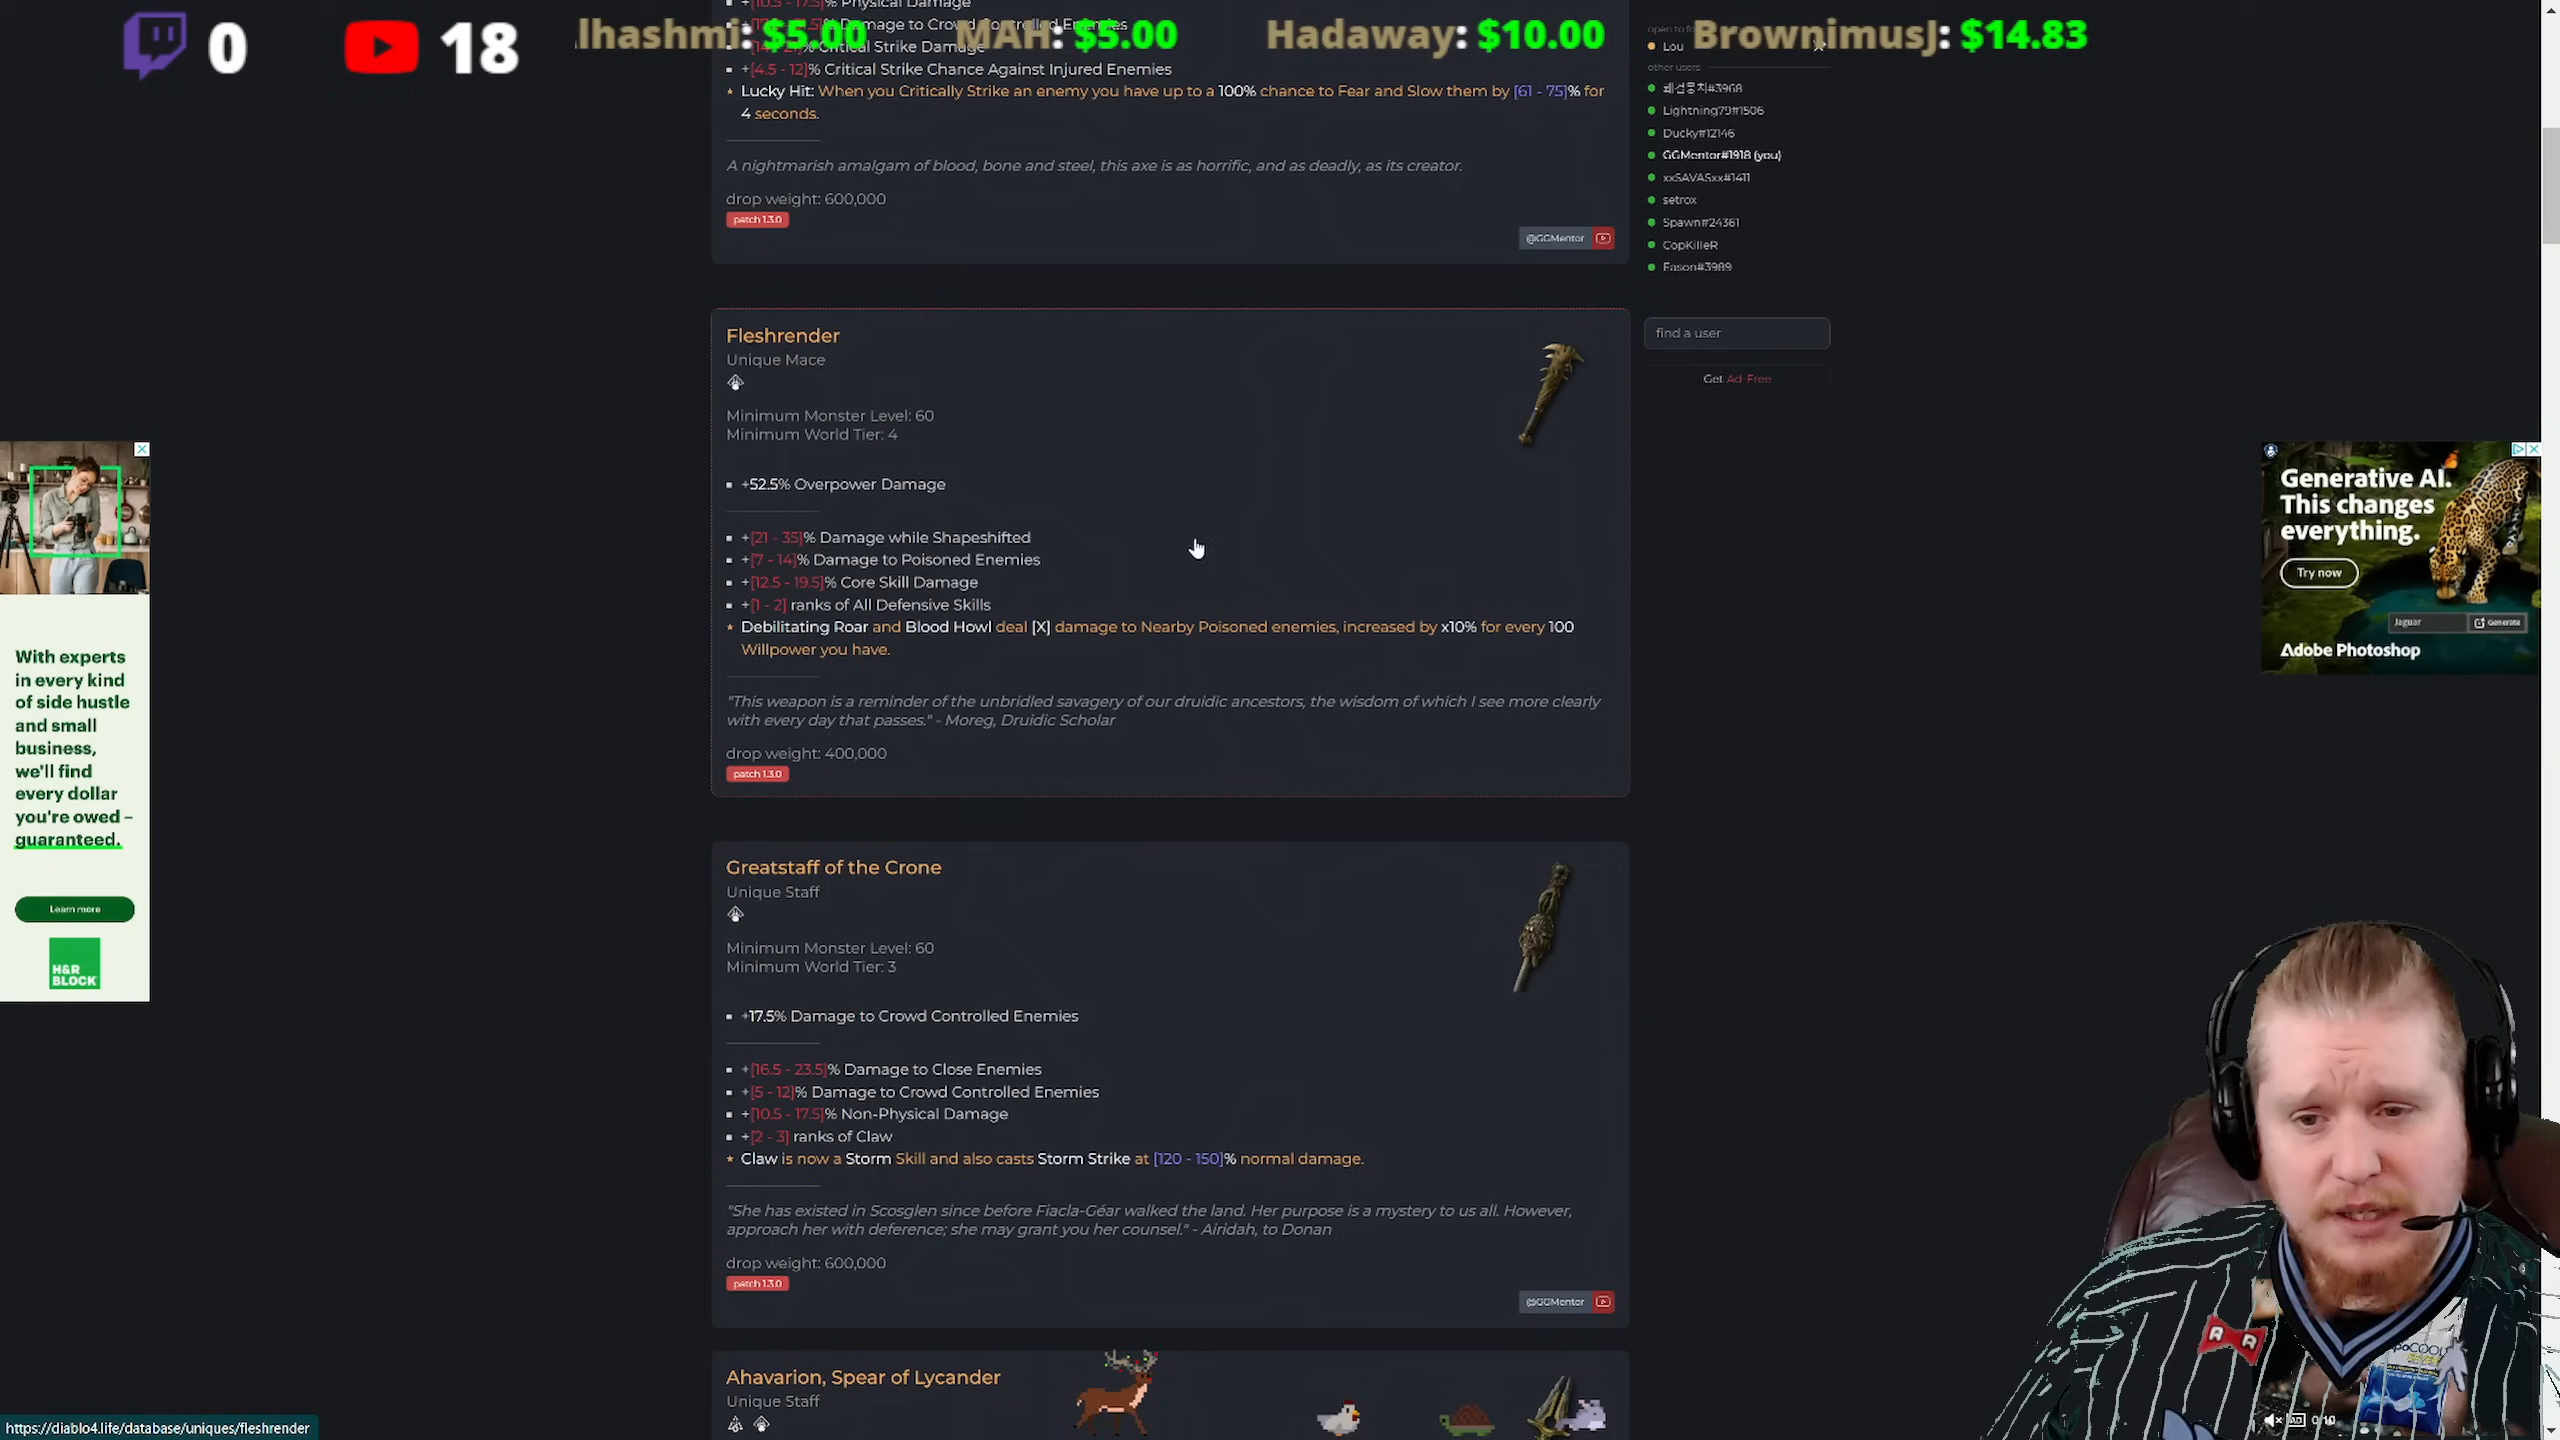 0
18
lhashmi: $5.00
MAH: $5.00
Hadaway: $10.00
BrownimusJ: $14.83
Physical Damage
Damage to Crowd Controlled Enemies
Critical Strike Damage
+[4.5 - 12]% Critical Strike Chance Against Injured Enemies
Lucky Hit: When you Critically Strike an enemy you have up to a 100% chance to Fear and Slow them by [61 - 75]% for
4 seconds.
A nightmarish amalgam of blood, bone and steel, this axe is as horrific, and as deadly, as its creator.
drop weight: 600,000
patch 1.3.0
@GGMentor
Fleshrender
Unique Mace
Minimum Monster Level: 60
Minimum World Tier: 4
+52.5% Overpower Damage
+[21 - 35]% Damage while Shapeshifted
+[7 - 14]% Damage to Poisoned Enemies
+[12.5 - 19.5]% Core Skill Damage
+[1 - 2] ranks of All Defensive Skills
Debilitating Roar and Blood Howl deal [X] damage to Nearby Poisoned enemies, increased by x10% for every 100
Willpower you have.
"This weapon is a reminder of the unbridled savagery of our druidic ancestors, the wisdom of which I see more clearly
with every day that passes." - Moreg, Druidic Scholar
drop weight: 400,000
patch 1.3.0
Greatstaff of the Crone
Unique Staff
Minimum Monster Level: 60
Minimum World Tier: 3
+17.5% Damage to Crowd Controlled Enemies
+[16.5 - 23.5]% Damage to Close Enemies
+[5 - 12]% Damage to Crowd Controlled Enemies
+[10.5 - 17.5]% Non-Physical Damage
+[2 - 3] ranks of Claw
Claw is now a Storm Skill and also casts Storm Strike at [120 - 150]% normal damage.
"She has existed in Scosglen since before Fiacla-Géar walked the land. Her purpose is a mystery to us all. However,
approach her with deference; she may grant you her counsel." - Airidah, to Donan
drop weight: 600,000
patch 1.3.0
@GGMentor
Ahavarion, Spear of Lycander
Unique Staff
Lou
other users
Lightning79#1506
Ducky#12146
GGMentor#1918 (you)
xxSAVASxx#1411
setrox
Spawn#24361
CopKilleR
Eason#3989
find a user
Get Ad-Free
With experts
in every kind
of side hustle
and small
business,
we'll find
every dollar
you're owed –
guaranteed.
Learn more
H&R
BLOCK
Generative AI.
This changes
everything.
Try now
Jaguar
Generate
Adobe Photoshop
AD 0:10
https://diablo4.life/database/uniques/fleshrender